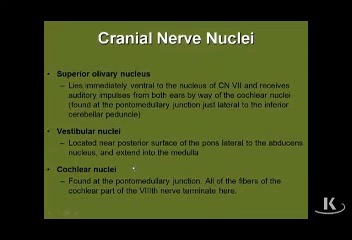 Cranial Nerve Nuclei
• Superior olivary nucleus
– Lies immediately ventral to the nucleus of CN VII and receives
auditory impulses from both ears by way of the cochlear nuclei
(found at the pontomedullary junction just lateral to the inferior
cerebellar peduncle)
• Vestibular nuclei
– Located near posterior surface of the pons lateral to the abducens
nucleus, and extend into the medulla
• Cochlear nuclei
– Found at the pontomedullary junction. All of the fibers of the
cochlear part of the VIIIth nerve terminate here.
K